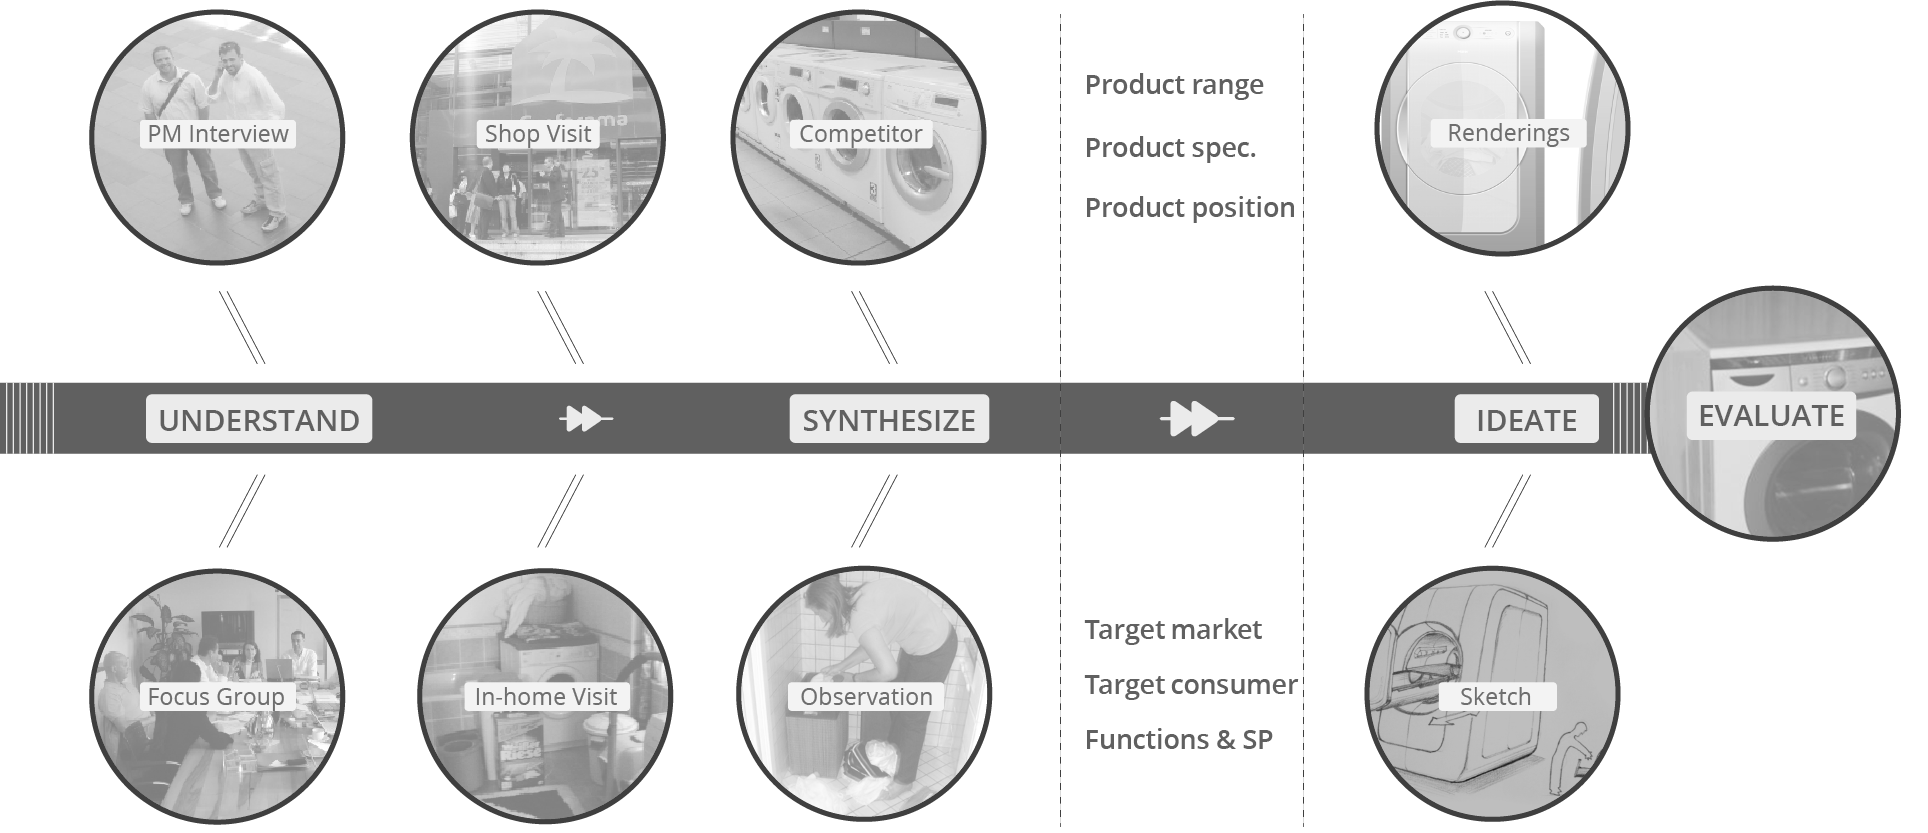 PM Interview
Shop Visit
Competitor
Product range
Product spec.
Product position
Renderings
UNDERSTAND
SYNTHESIZE
IDEATE
EVALUATE
Focus Group
In-home Visit
Observation
Target market
Target consumer
Functions & SP
Sketch